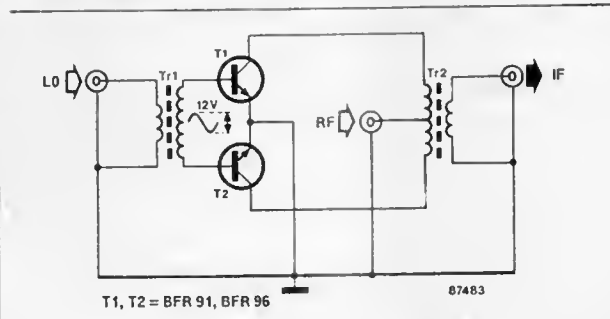 LO
Tr1
T1
12V
T2
RF
Tr2
IF
T1, T2 = BFR 91, BFR 96
87483